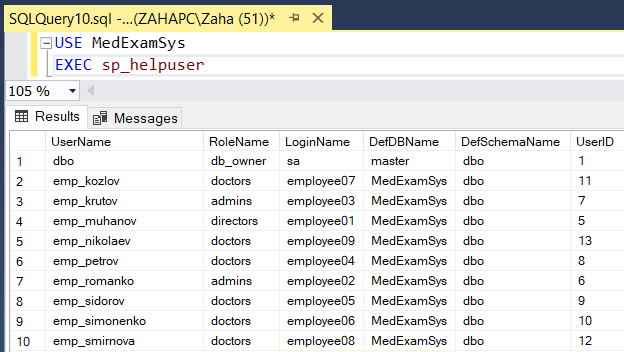 SQLQuery10.sql -...(ZAHAPC\Zaha (51))*
USE MedExamSys
EXEC sp_helpuser
105 %
Results Messages
UserName RoleName LoginName DefDBName DefSchemaName UserID
1 dbo db_owner sa master dbo 1
2 emp_kozlov doctors employee07 MedExamSys dbo 11
3 emp_krutov admins employee03 MedExamSys dbo 7
4 emp_muhanov directors employee01 MedExamSys dbo 5
5 emp_nikolaev doctors employee09 MedExamSys dbo 13
6 emp_petrov doctors employee04 MedExamSys dbo 8
7 emp_romanko admins employee02 MedExamSys dbo 6
8 emp_sidorov doctors employee05 MedExamSys dbo 9
9 emp_simonenko doctors employee06 MedExamSys dbo 10
10 emp_smirnova doctors employee08 MedExamSys dbo 12